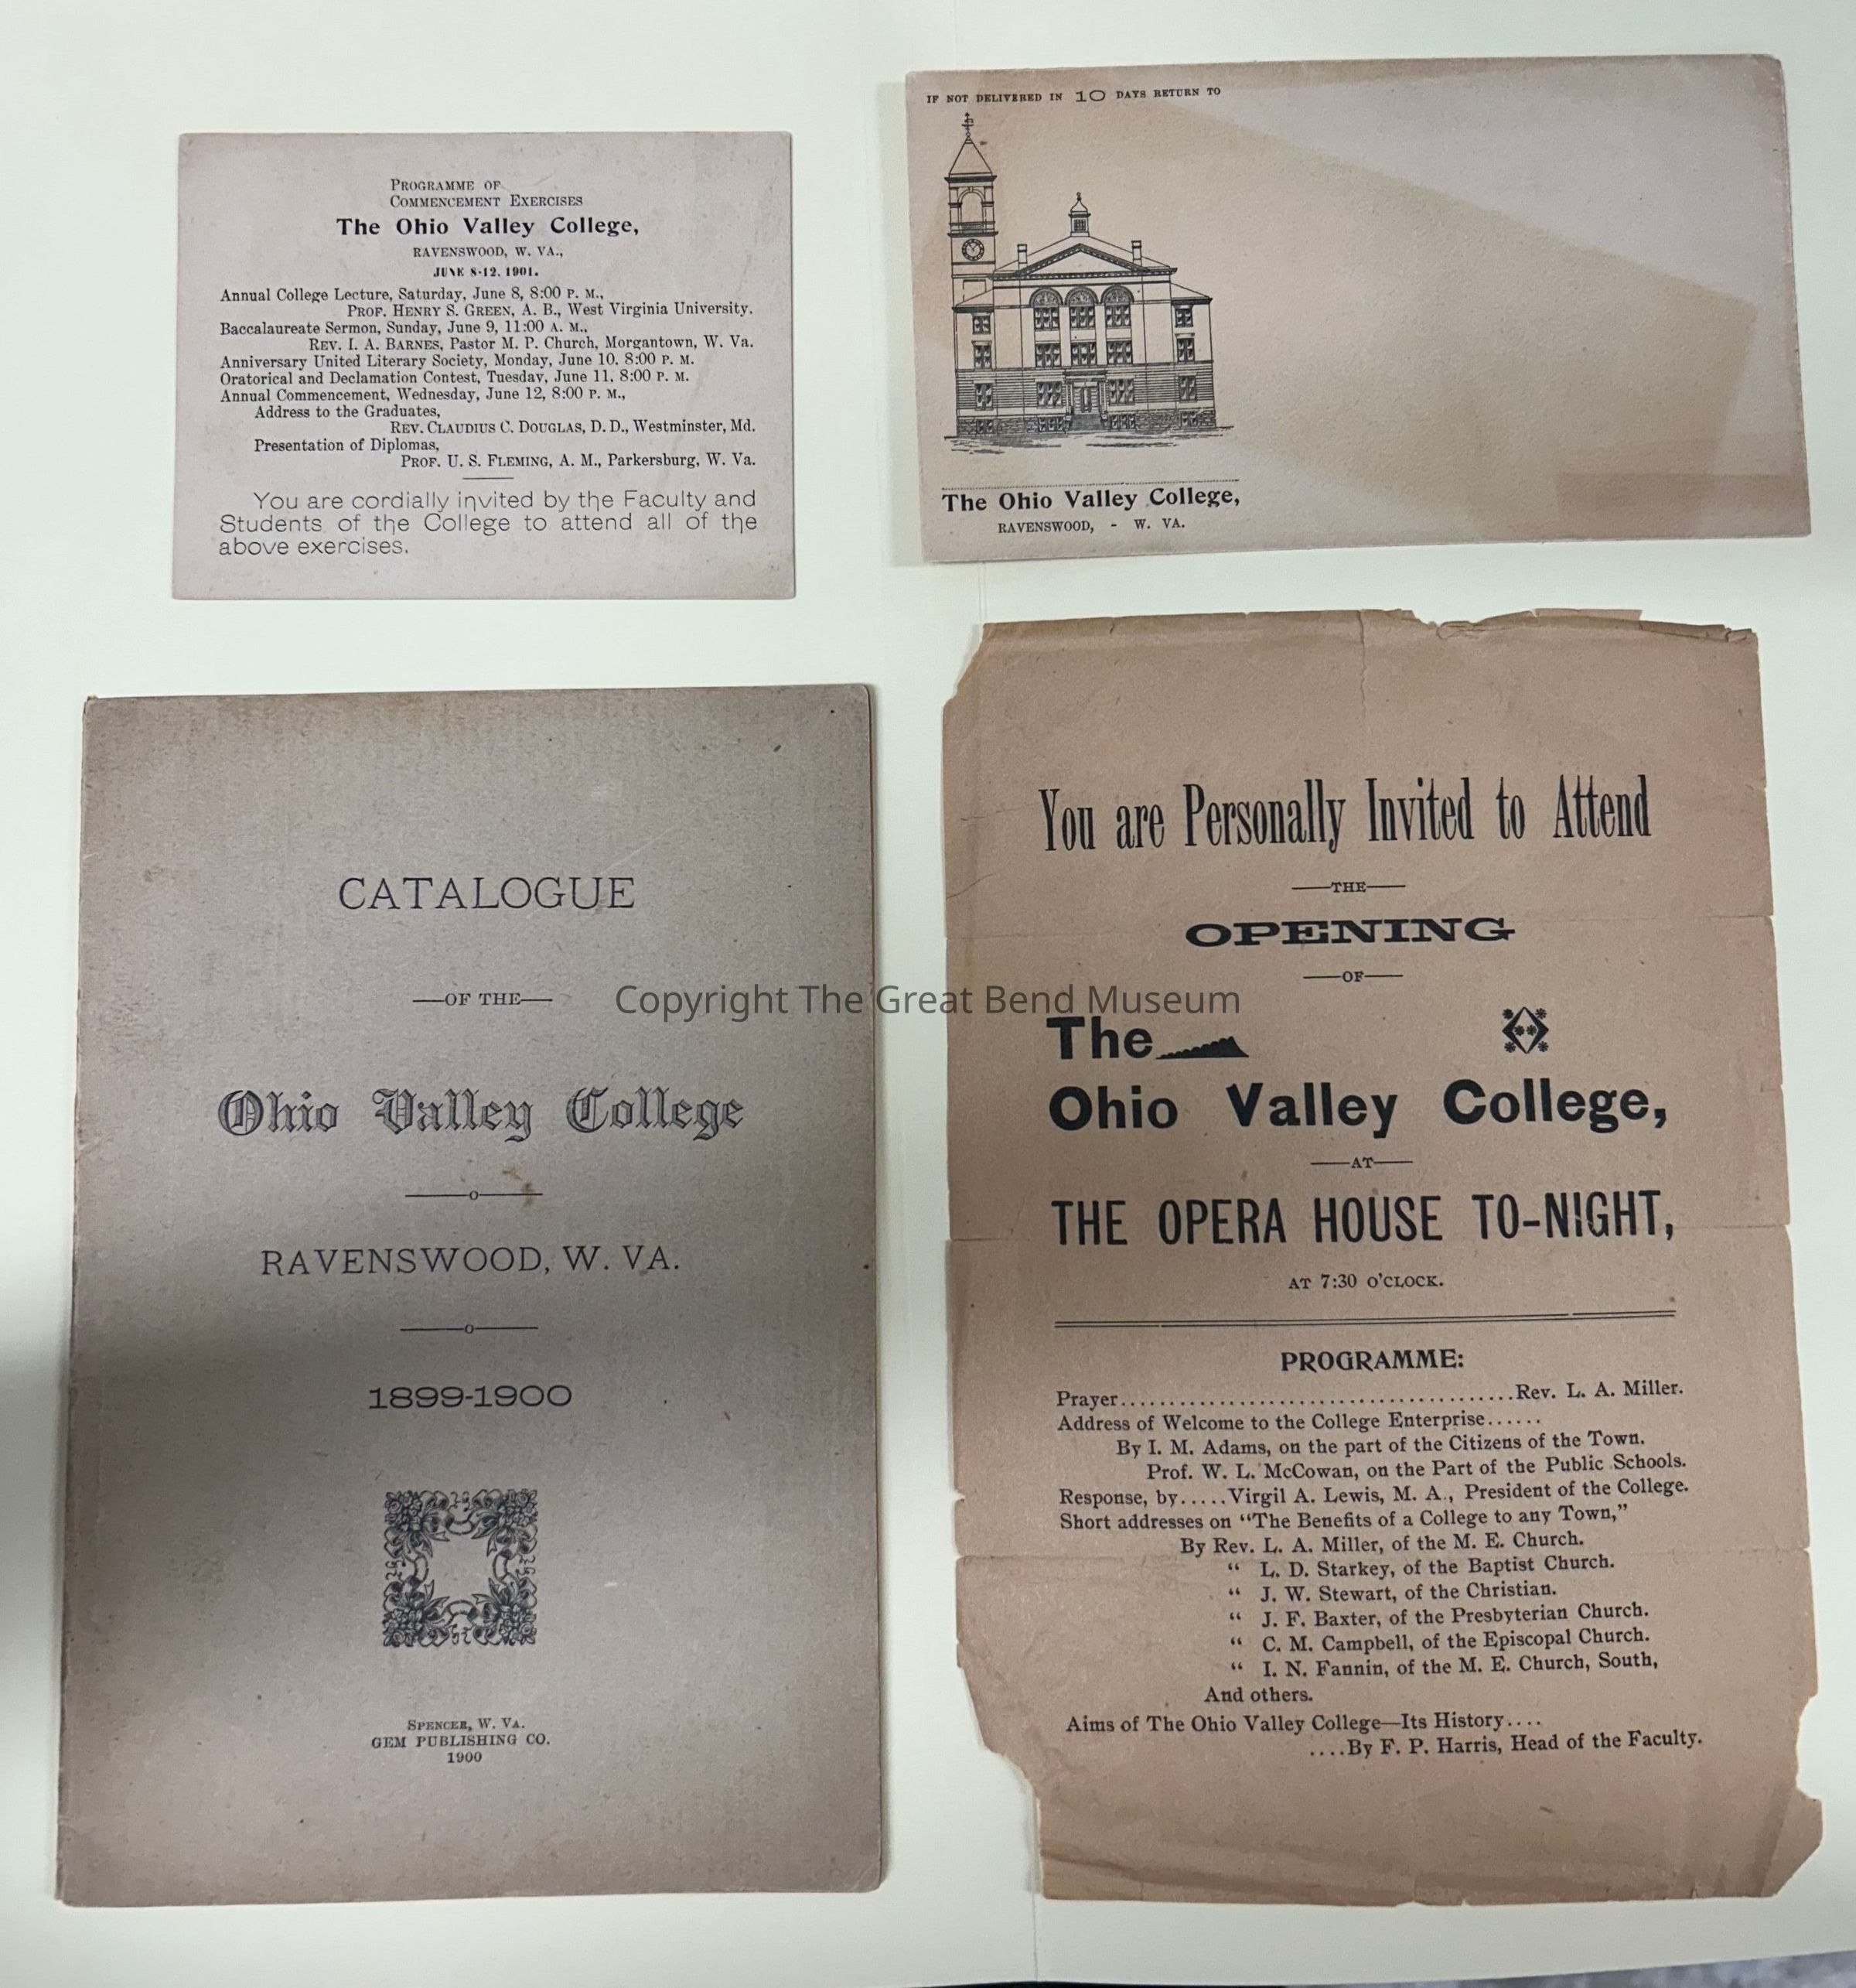 PROGRAMME OF
COMMENCEMENT EXERCISES
The Ohio Valley College,
RAVENSWOOD, W. VA.,
JUNE 8-12, 1901.
Annual College Lecture, Saturday, June 8, 8:00 P. M.,
PROF. HENRY S. GREEN, A. B., West Virginia University.
Baccalaureate Sermon, Sunday, June 9, 11:00 A. M.,
REV. I. A. BARNES, Pastor M. P. Church, Morgantown, W. Va.
Anniversary United Literary Society, Monday, June 10, 8:00 P. M.
Oratorical and Declamation Contest, Tuesday, June 11, 8:00 P. M.
Annual Commencement, Wednesday, June 12, 8:00 P. M.,
Address to the Graduates,
REV. CLAUDIUS C. DOUGLAS, D. D., Westminster, Md.
Presentation of Diplomas,
PROF. U. S. FLEMING, A. M., Parkersburg, W. Va.
You are cordially invited by the Faculty and
Students of the College to attend all of the
above exercises.
IF NOT DELIVERED IN 10 DAYS RETURN TO
The Ohio Valley College,
RAVENSWOOD, - W. VA.
CATALOGUE
—OF THE—
Ohio Valley College
RAVENSWOOD, W. VA.
1899-1900
SPENCER, W. VA.
GEM PUBLISHING CO.
1900
You are Personally Invited to Attend
—THE—
OPENING
—OF—
The
Ohio Valley College,
—AT—
THE OPERA HOUSE TO-NIGHT,
AT 7:30 O'CLOCK.
PROGRAMME:
Prayer......................................Rev. L. A. Miller.
Address of Welcome to the College Enterprise......
By I. M. Adams, on the part of the Citizens of the Town.
Prof. W. L. McCowan, on the Part of the Public Schools.
Response, by.....Virgil A. Lewis, M. A., President of the College.
Short addresses on "The Benefits of a College to any Town,"
By Rev. L. A. Miller, of the M. E. Church.
" L. D. Starkey, of the Baptist Church.
" J. W. Stewart, of the Christian.
" J. F. Baxter, of the Presbyterian Church.
" C. M. Campbell, of the Episcopal Church.
" I. N. Fannin, of the M. E. Church, South,
And others.
Aims of The Ohio Valley College—Its History....
....By F. P. Harris, Head of the Faculty.
Copyright The Great Bend Museum